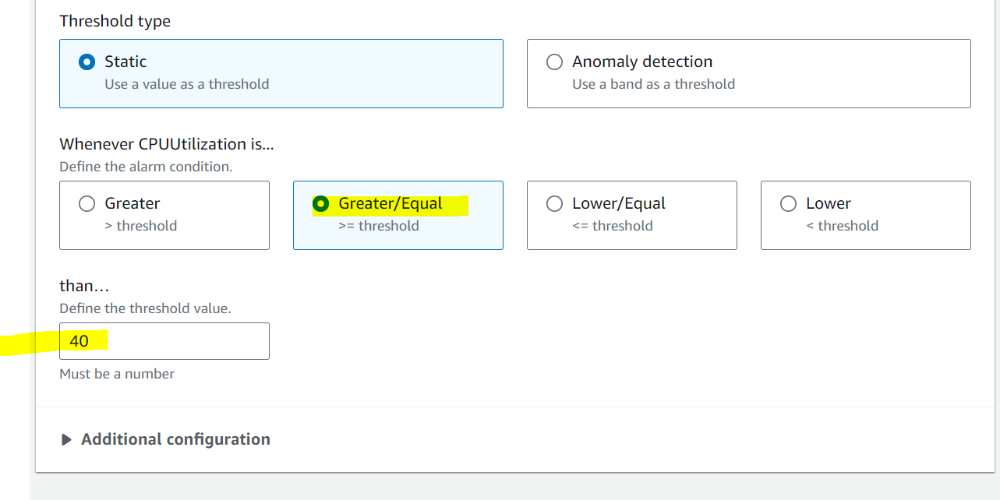 Threshold type
Static
Use a value as a threshold
Anomaly detection
Use a band as a threshold
Whenever CPUUtilization is...
Define the alarm condition.
Greater
> threshold
Greater/Equal
>= threshold
Lower/Equal
<= threshold
Lower
< threshold
than…
Define the threshold value.
40
Must be a number
Additional configuration